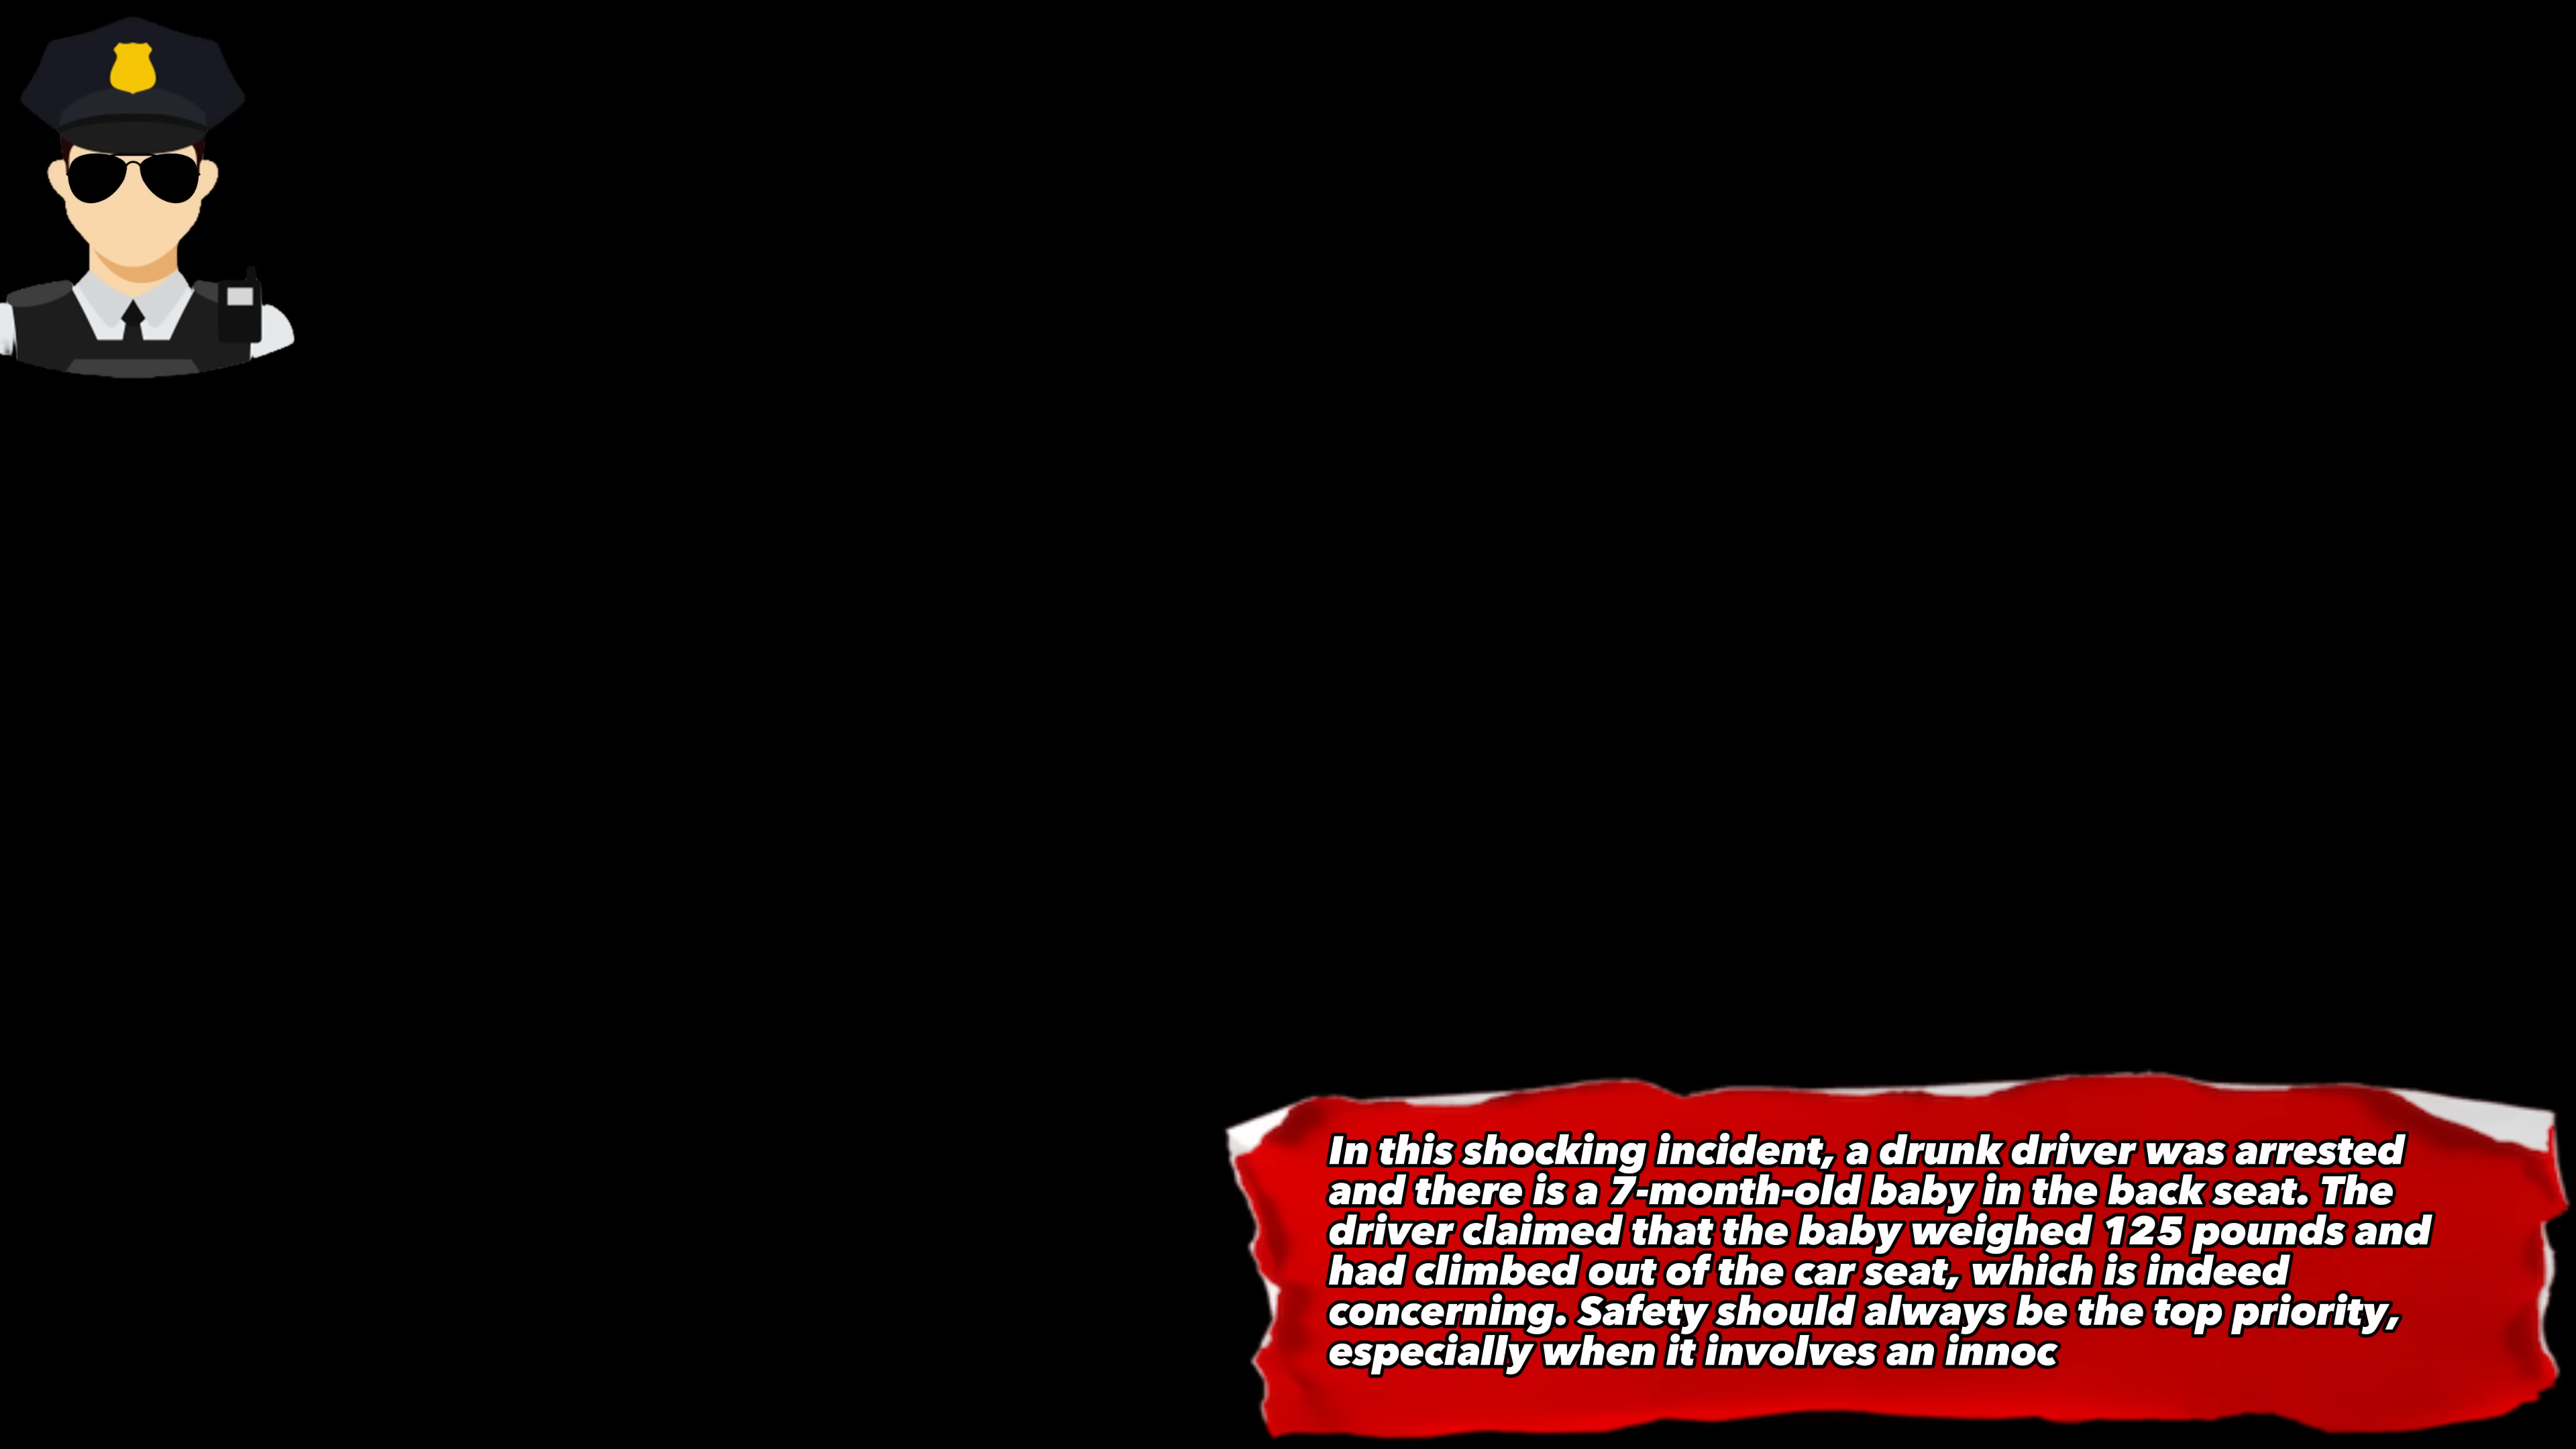 In this shocking incident, a drunk driver was arrested
and there is a 7-month-old baby in the back seat. The
driver claimed that the baby weighed 125 pounds and
had climbed out of the car seat, which is indeed
concerning. Safety should always be the top priority,
especially when it involves an innoc